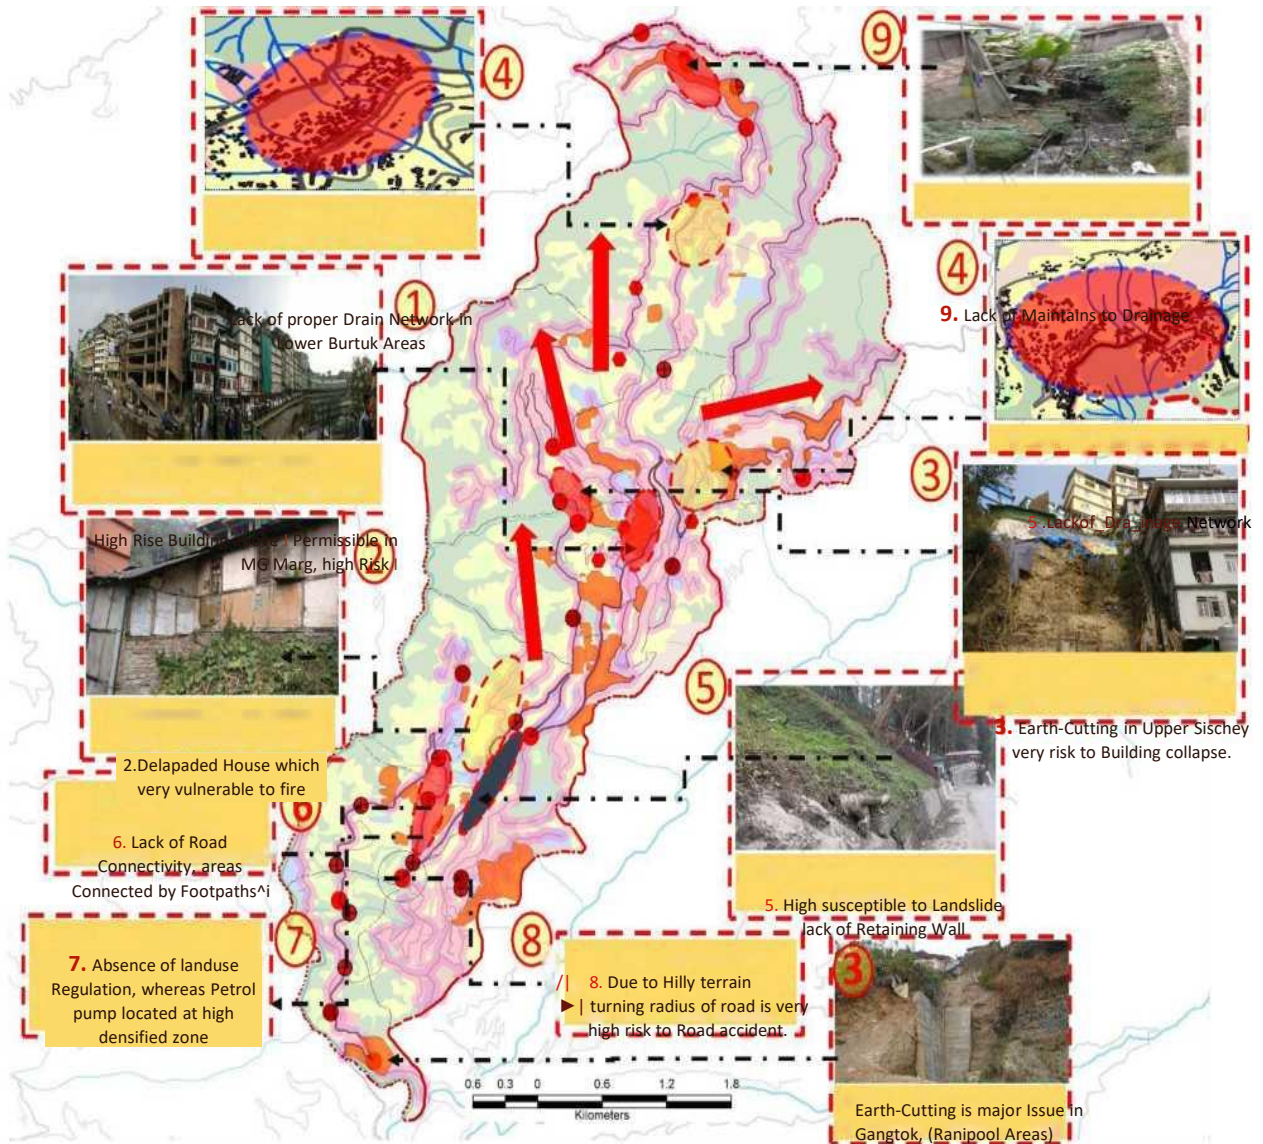 4
9
4
9. Lack of Maintains to Drainage
1
Lack of proper Drain Network in
Lower Burtuk Areas
3
5 .Lackof Network
High Rise Building Permissible in
MG Marg, high Risk
2
3. Earth-Cutting in Upper Sischey
very risk to Building collapse.
5
2.Delapaded House which
very vulnerable to fire
6
6. Lack of Road
Connectivity, areas
Connected by Footpaths^i
5. High susceptible to Landslide
lack of Retaining Wall
7
7. Absence of landuse
Regulation, whereas Petrol
pump located at high
densified zone
8
/| 8. Due to Hilly terrain
►| turning radius of road is very
high risk to Road accident.
3
0.6 0.3 0 0.6 1.2 1.8
Kilometers
Earth-Cutting is major Issue in
Gangtok, (Ranipool Areas)